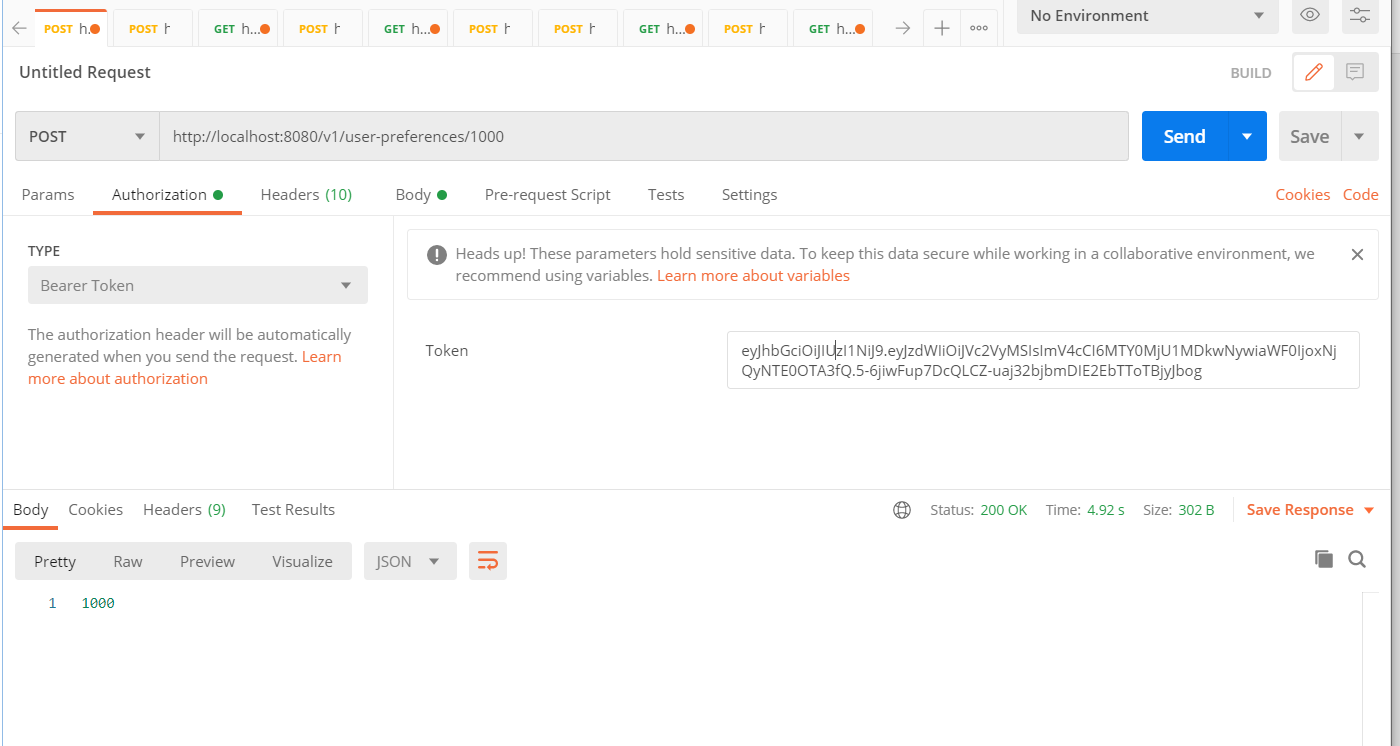 POST h. POST h GET h... POST h GET h... POST h POST h GET h... POST h GET h... No Environment
Untitled Request BUILD
POST http://localhost:8080/v1/user-preferences/1000 Send Save
Params Authorization Headers (10) Body Pre-request Script Tests Settings Cookies Code
TYPE
Bearer Token
The authorization header will be automatically
generated when you send the request. Learn
more about authorization
Heads up! These parameters hold sensitive data. To keep this data secure while working in a collaborative environment, we
recommend using variables. Learn more about variables
Token
eyJhbGciOiJIUzI1NiJ9.eyJzdWIiOiJVc2VyMSIsImV4cCI6MTY0MjU1MDkwNywiaWF0IjoxNj
QyNTE0OTA3fQ.5-6jiwFup7DcQLCZ-uaj32bjbmDIE2EbTToTBjyJbog
Body Cookies Headers (9) Test Results Status: 200 OK Time: 4.92 s Size: 302 B Save Response
Pretty Raw Preview Visualize JSON
1 1000